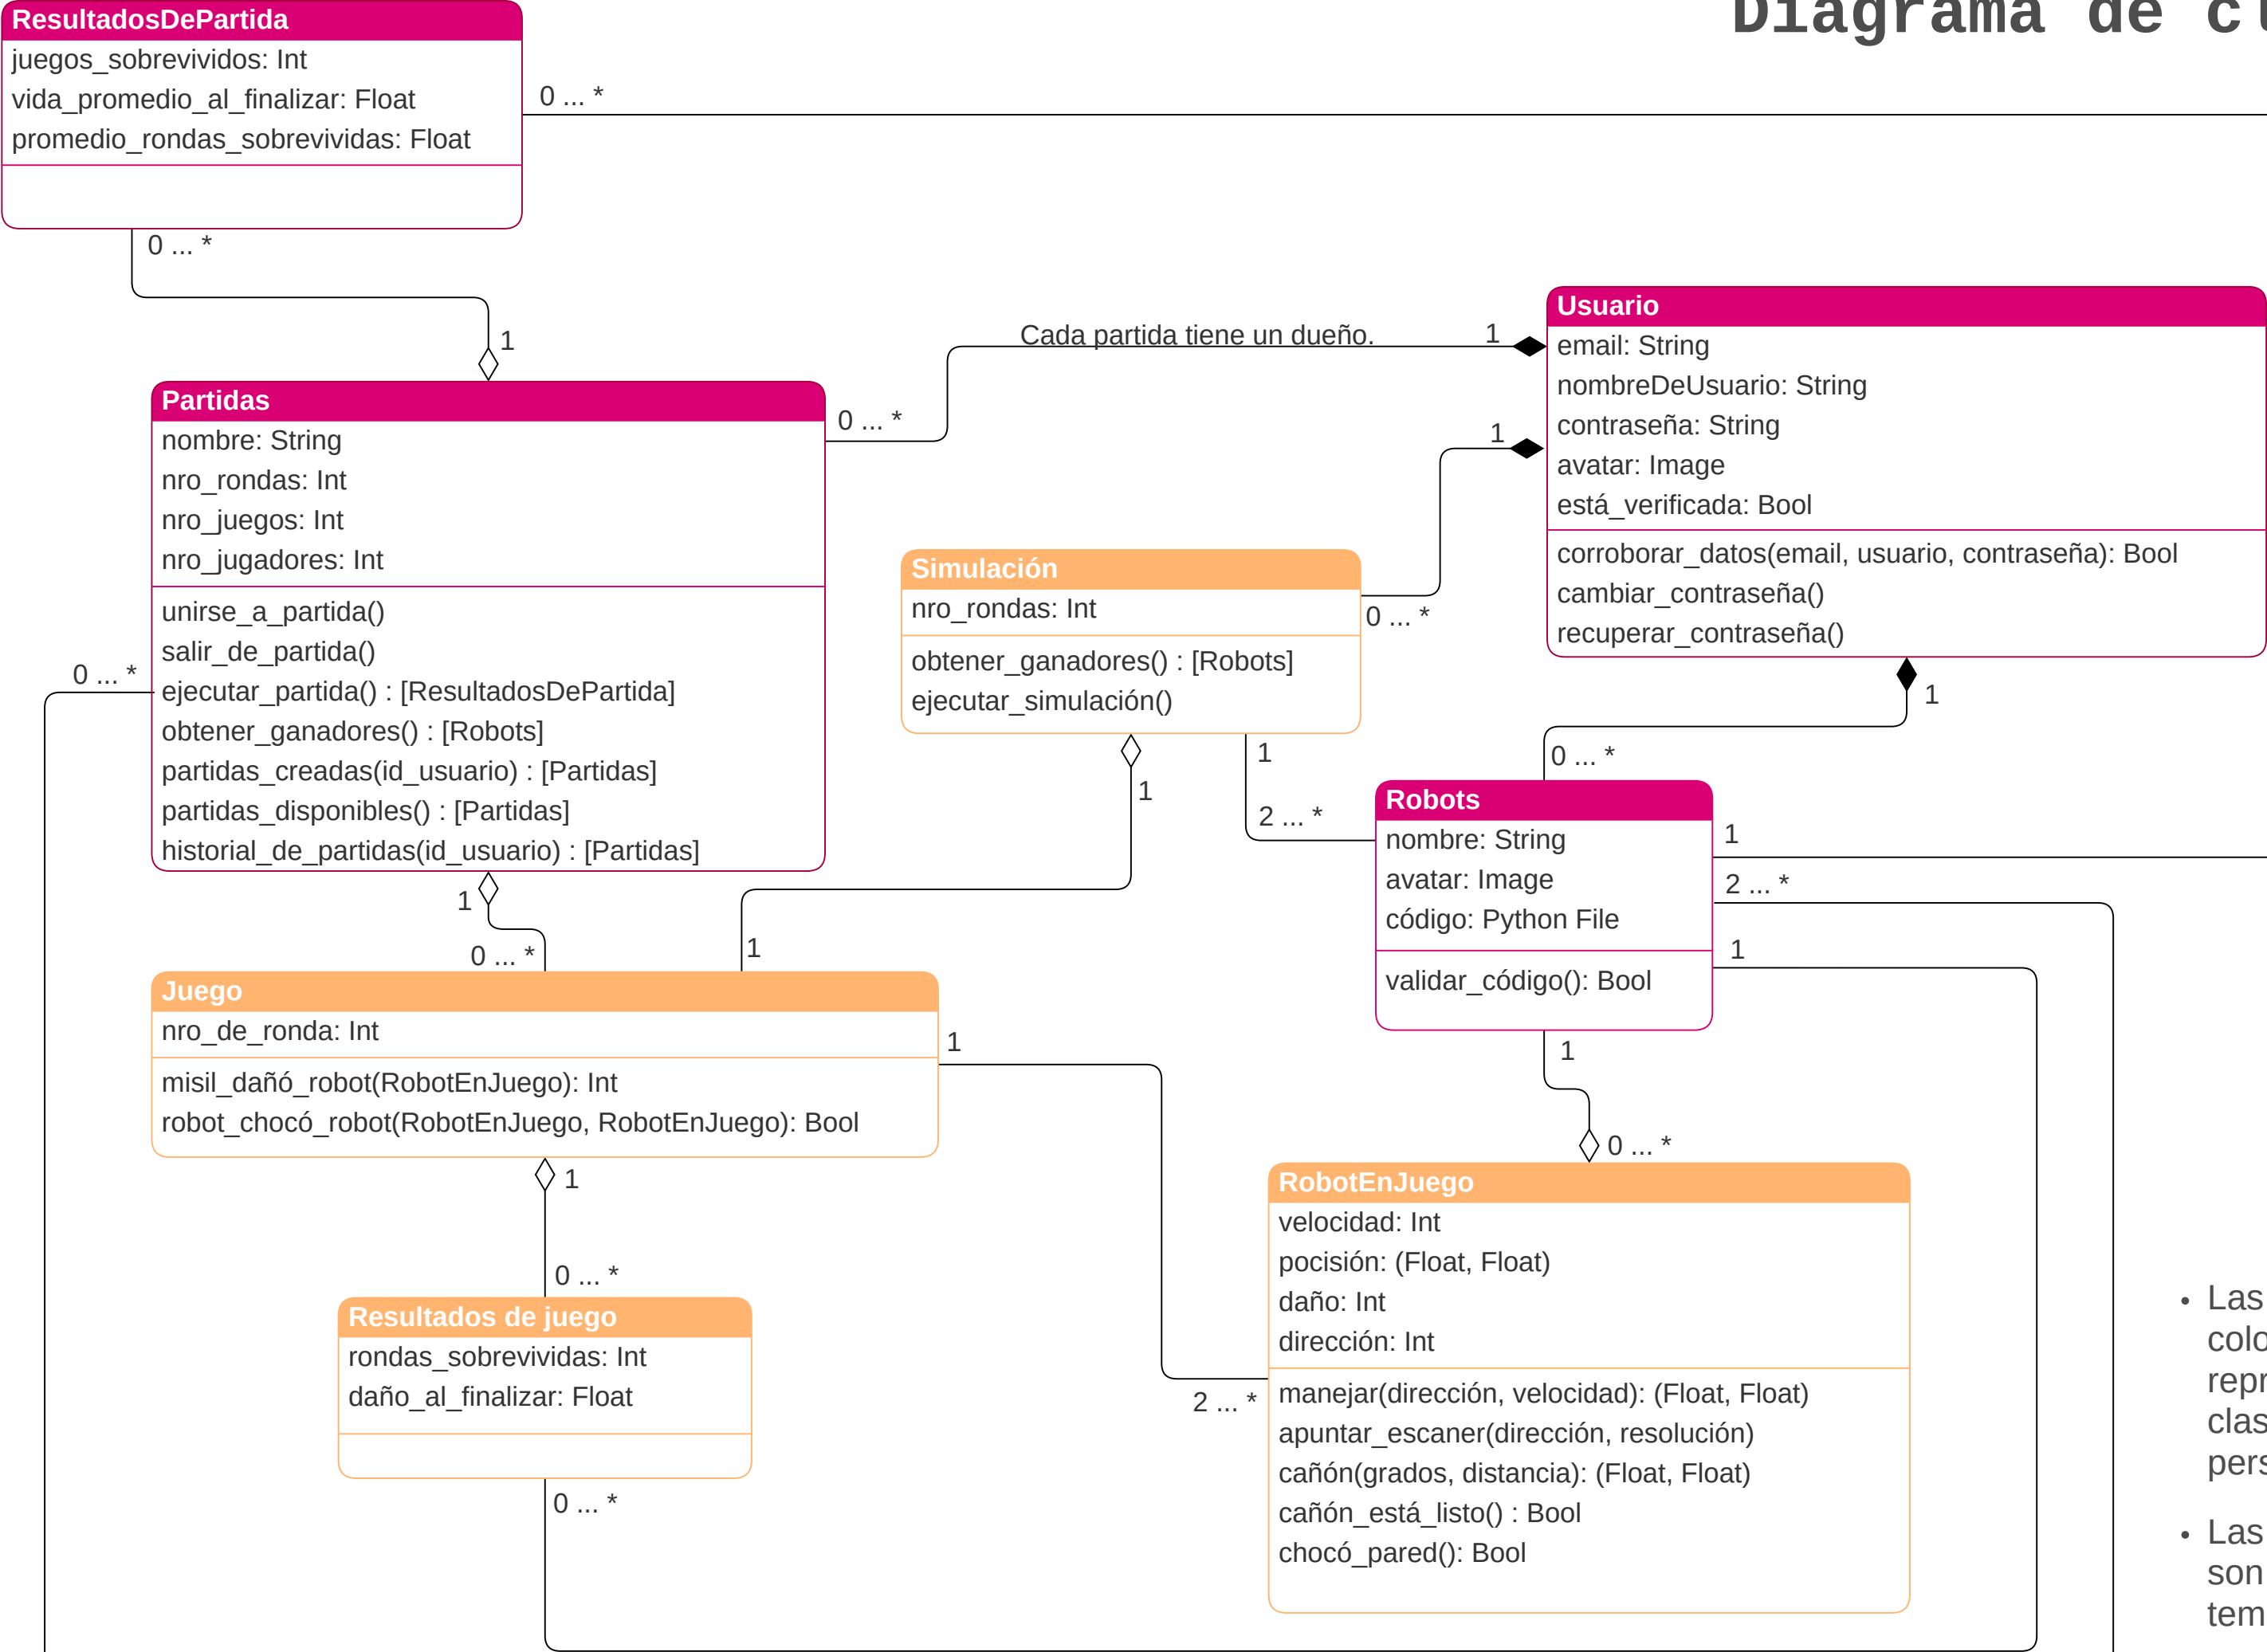 Diagrama de
ResultadosDePartida
juegos_sobrevividos: Int
vida_promedio_al_finalizar: Float
promedio_rondas_sobrevividas: Float
0 ... *
0 ... *
1
Cada partida tiene un dueño.
1
0 ... *
Partidas
nombre: String
nro_rondas: Int
nro_juegos: Int
nro_jugadores: Int
unirse_a_partida()
salir_de_partida()
ejecutar_partida() : [ResultadosDePartida]
obtener_ganadores() : [Robots]
partidas_creadas(id_usuario) : [Partidas]
partidas_disponibles() : [Partidas]
historial_de_partidas(id_usuario) : [Partidas]
0 ... *
1
0 ... *
Usuario
email: String
nombreDeUsuario: String
contraseña: String
avatar: Image
está_verificada: Bool
corroborar_datos(email, usuario, contraseña): Bool
cambiar_contraseña()
recuperar_contraseña()
1
1
0 ... *
Simulación
nro_rondas: Int
obtener_ganadores() : [Robots]
ejecutar_simulación()
0 ... *
1
1
2 ... *
1
Robots
nombre: String
avatar: Image
código: Python File
validar_código(): Bool
1
2 ... *
1
1
0 ... *
Juego
nro_de_ronda: Int
misil_dañó_robot(RobotEnJuego): Int
robot_chocó_robot(RobotEnJuego, RobotEnJuego): Bool
1
1
2 ... *
0 ... *
Resultados de juego
rondas_sobrevividas: Int
daño_al_finalizar: Float
0 ... *
RobotEnJuego
velocidad: Int
pocisión: (Float, Float)
daño: Int
dirección: Int
manejar(dirección, velocidad): (Float, Float)
apuntar_escaner(dirección, resolución)
cañón(grados, distancia): (Float, Float)
cañón_está_listo() : Bool
chocó_pared(): Bool
• Las
• Las
son